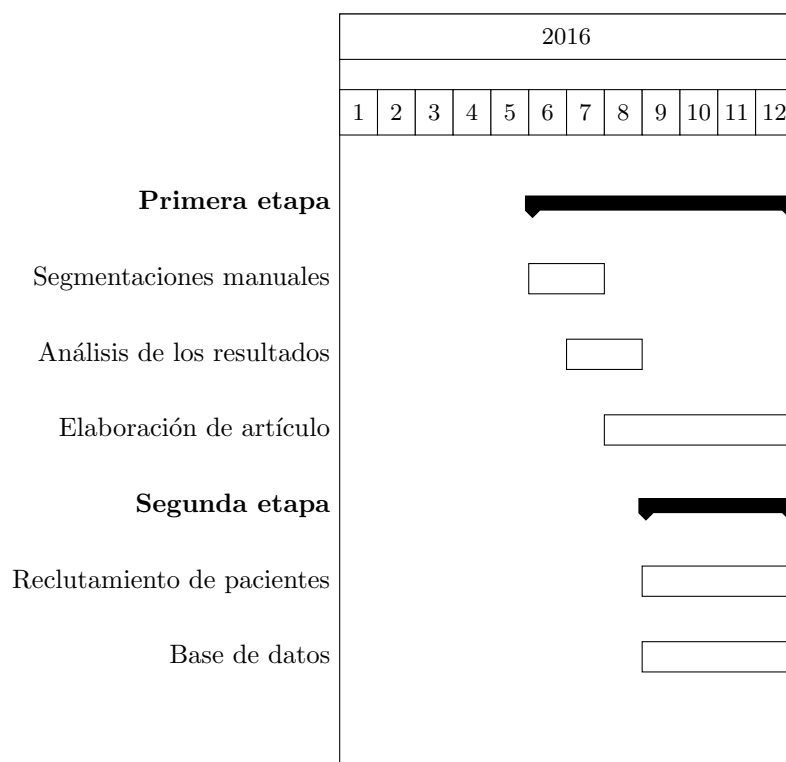 2016
1 2 3 4 5 6 7 8 9 10 11 12
Primera etapa
Segmentaciones manuales
Análisis de los resultados
Elaboración de artículo
Segunda etapa
Reclutamiento de pacientes
Base de datos